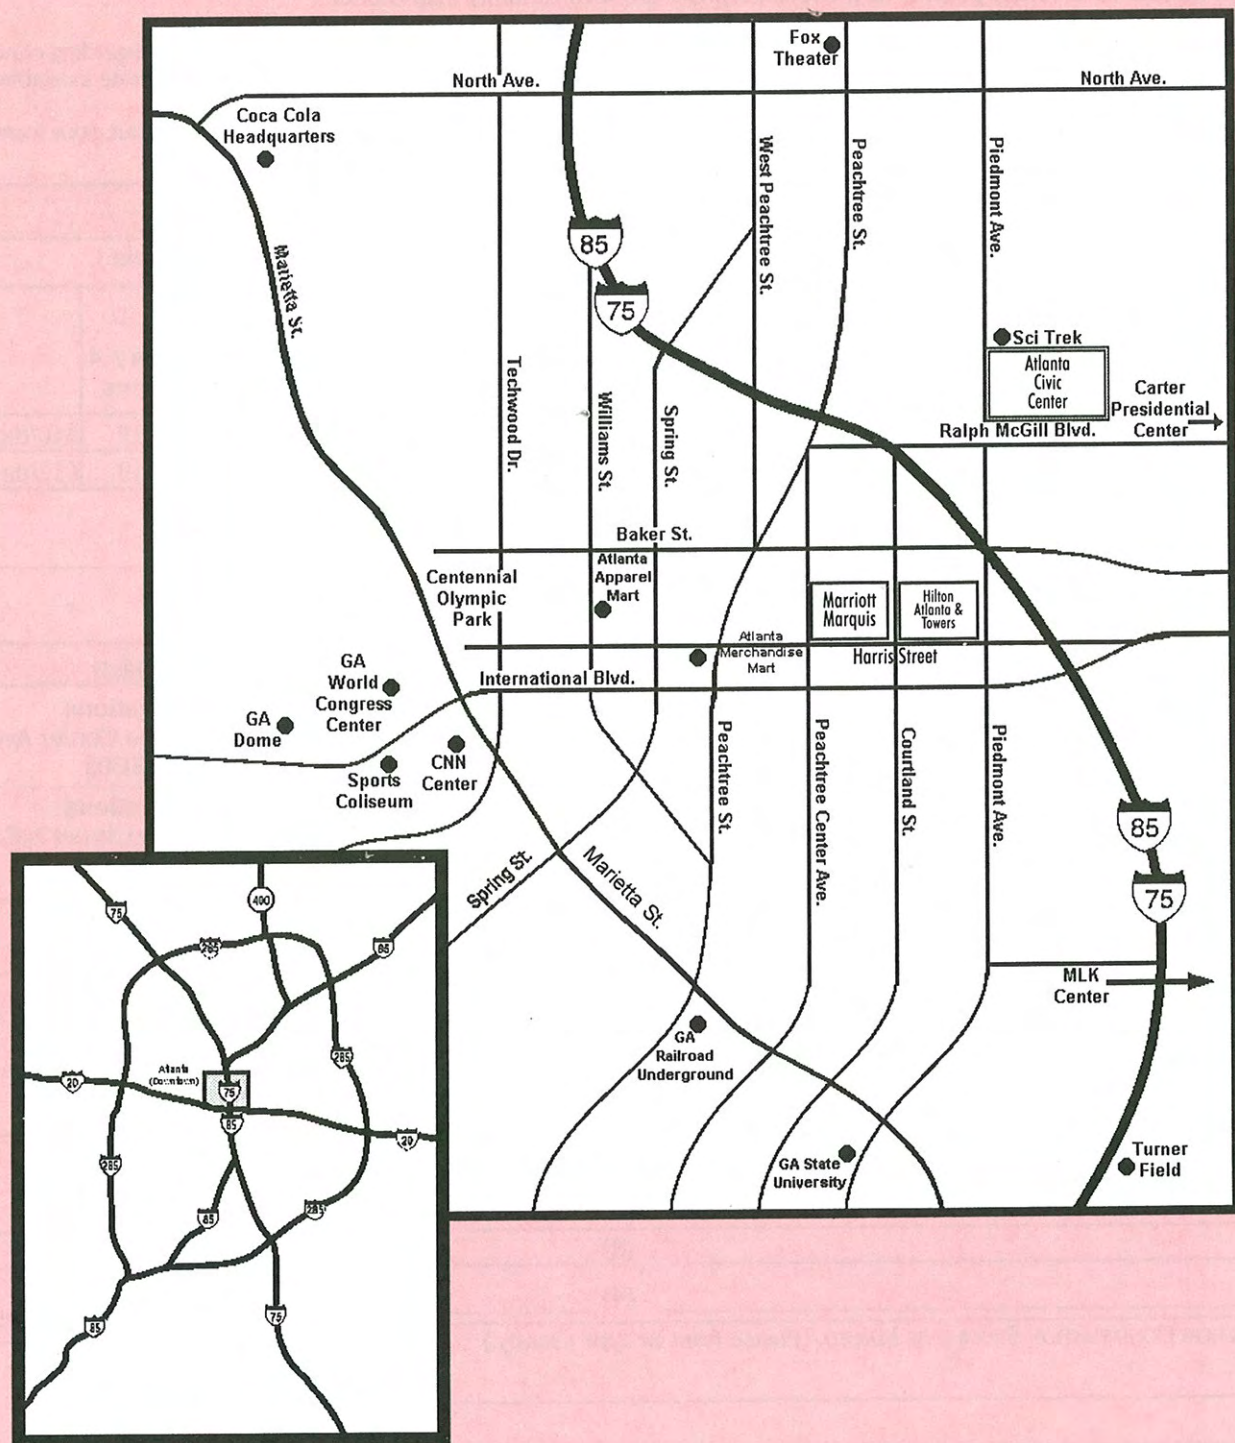 Fox
Theater
North Ave.
North Ave.
Coca Cola
Headquarters
West Peachtree St.
Peachtree St.
Piedmont Ave.
85
75
Marietta St.
Sci Trek
Atlanta
Civic
Center
Carter
Presidential
Center
Ralph McGill Blvd.
Techwood Dr.
Williams St.
Spring St.
Baker St.
Centennial
Olympic
Park
Atlanta
Apparel
Mart
Marriott
Marquis
Hilton
Atlanta &
Towers
Atlanta
Merchandise
Mart
Harris Street
GA
World
Congress
Center
International Blvd.
GA
Dome
CNN
Center
Sports
Coliseum
Peachtree St.
Peachtree Center Ave.
Courtland St.
Piedmont Ave.
85
75
Spring St.
Marietta St.
MLK
Center
GA
Railroad
Underground
GA State
University
Turner
Field
75
400
285
85
285
20
Atlanta
(Downtown)
75
85
20
285
85
285
85
75